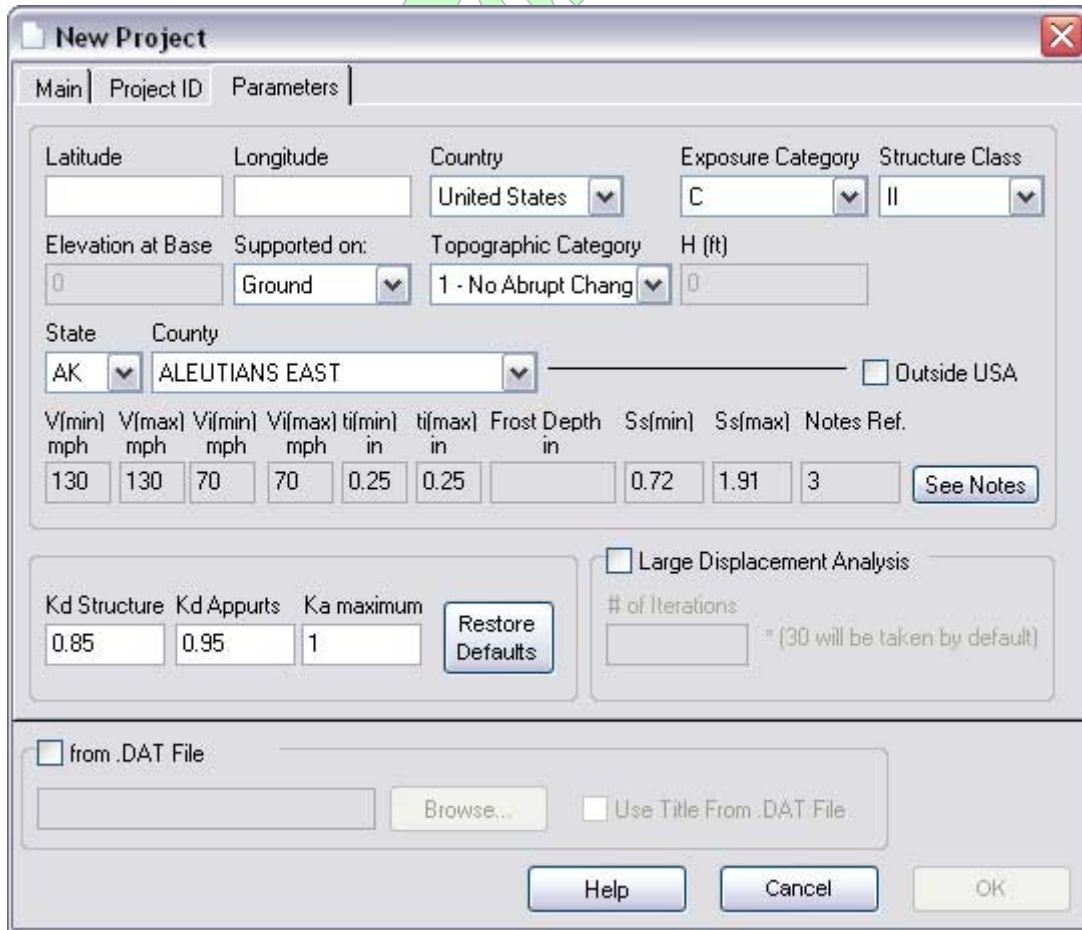 New Project
Main Project ID Parameters
Latitude Longitude Country Exposure Category Structure Class
United States C II
Elevation at Base Supported on: Topographic Category H (ft)
0 Ground 1 - No Abrupt Chang 0
State County
AK ALEUTIANS EAST Outside USA
V(min) V(max) Vi(min) Vi(max) ti(min) ti(max) Frost Depth Ss(min) Ss(max) Notes Ref.
mph mph mph mph in in in
130 130 70 70 0.25 0.25 0.72 1.91 3 See Notes
Large Displacement Analysis
Kd Structure Kd Appurts Ka maximum # of Iterations
0.85 0.95 1 Restore Defaults * (30 will be taken by default)
from .DAT File
Browse... Use Title From .DAT File
Help Cancel OK